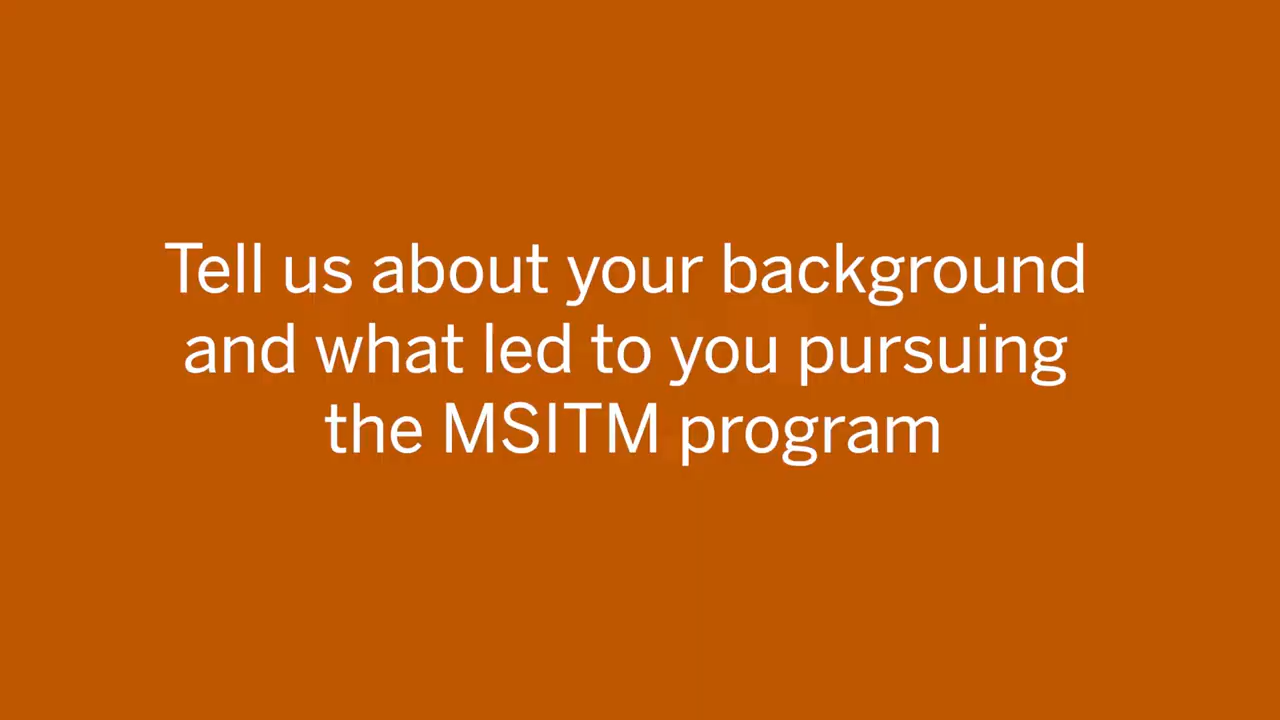 Tell us about your background
and what led to you pursuing
the MSITM program